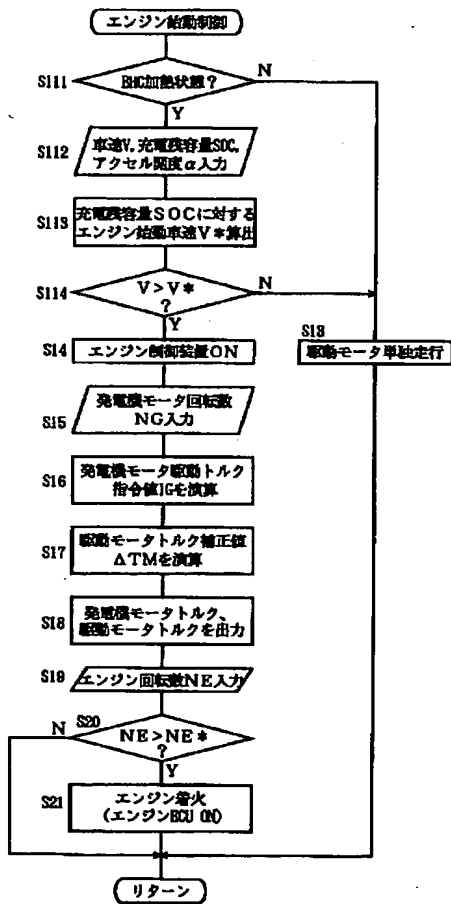 エンジン始動制御
S111
EHC加熱状態?
N
Y
S112
車速V,充電残容量SOC,
アクセル開度α入力
S113
充電残容量SOCに対する
エンジン始動車速V*算出
S114
V>V*
?
N
Y
S13
駆動モータ単独走行
S14
エンジン制御装置ON
S15
発電機モータ回転数
NG入力
S16
発電機モータ駆動トルク
指令値IGを演算
S17
駆動モータトルク補正値
ΔTMを演算
S18
発電機モータトルク、
駆動モータトルクを出力
S19
エンジン回転数NE入力
N
S20
NE>NE*
?
Y
S21
エンジン着火
(エンジンECU ON)
リターン